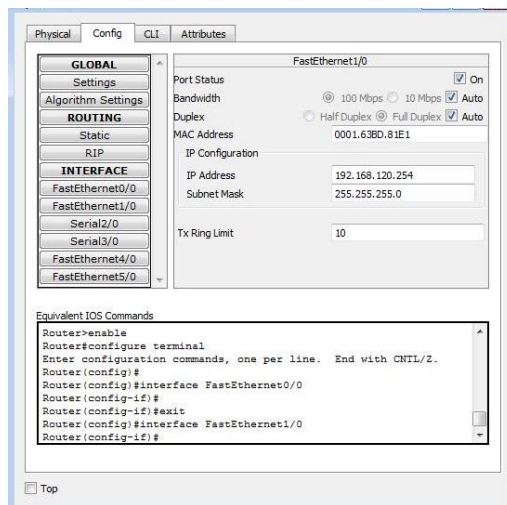 Physical Config CLI Attributes
GLOBAL
Settings
Algorithm Settings
ROUTING
Static
RIP
INTERFACE
FastEthernet0/0
FastEthernet1/0
Serial2/0
Serial3/0
FastEthernet4/0
FastEthernet5/0
FastEthernet1/0
Port Status On
Bandwidth 100 Mbps 10 Mbps Auto
Duplex Half Duplex Full Duplex Auto
MAC Address 0001.63BD.81E1
IP Configuration
IP Address 192.168.120.254
Subnet Mask 255.255.255.0
Tx Ring Limit 10
Equivalent IOS Commands
Router>enable
Router#configure terminal
Enter configuration commands, one per line. End with CNTL/Z.
Router(config)#
Router(config)#interface FastEthernet0/0
Router(config-if)#
Router(config-if)#exit
Router(config)#interface FastEthernet1/0
Router(config-if)#
Top